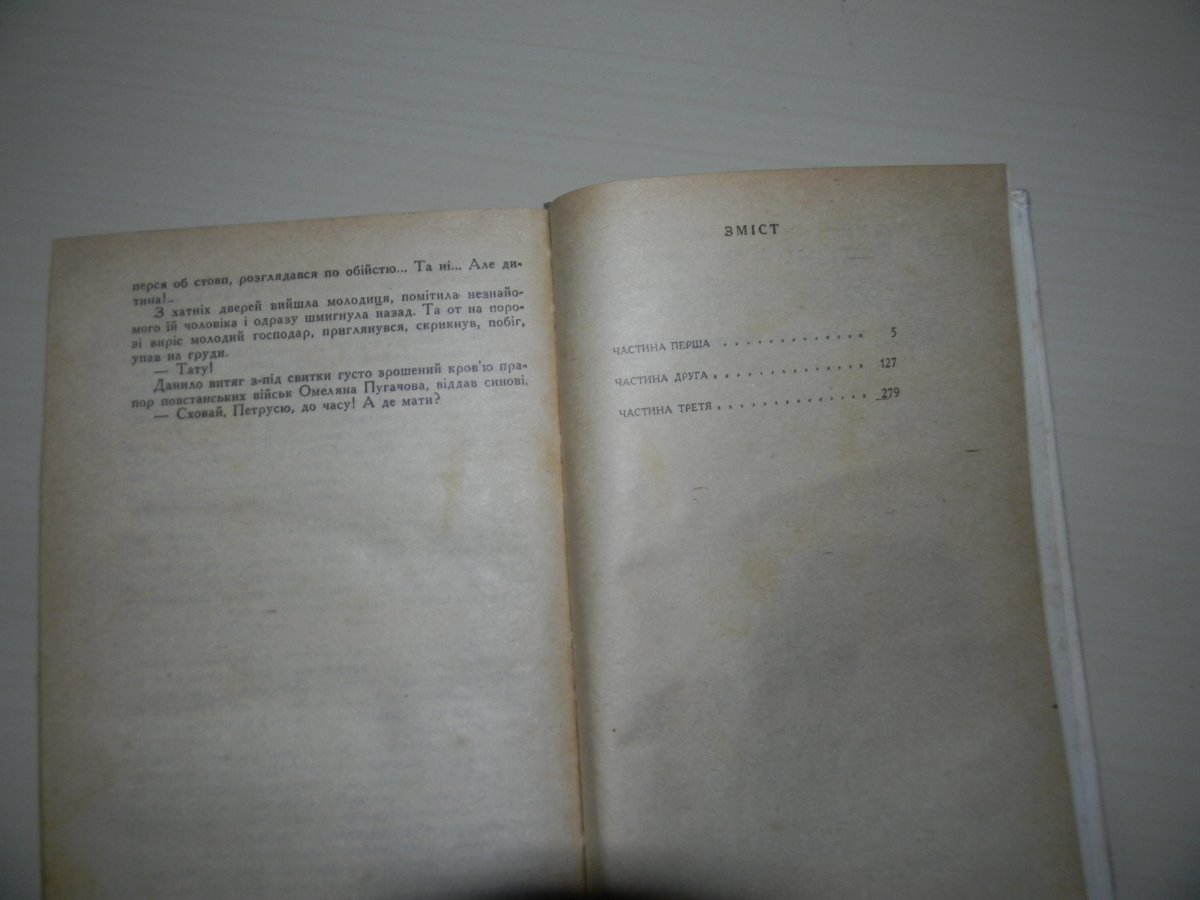 перся об стовп, розглядався по обійстю... Та ні... Але ди-
тина!..
З хатніх дверей вийшла молодиця, помітила незнайо-
мого їй чоловіка і одразу шмигнула назад. Та от на поро-
зі виріс молодий господар, приглянувся, скрикнув, побіг,
упав на груди.
— Тату!
Данило витяг з-під свитки густо зрошений кров'ю пра-
пор повстанських військ Омеляна Пугачова, віддав синові.
— Сховай, Петрусю, до часу! А де мати?
ЗМІСТ
ЧАСТИНА ПЕРША . . . . . . . . . . . . . 5
ЧАСТИНА ДРУГА . . . . . . . . . . . . . 127
ЧАСТИНА ТРЕТЯ . . . . . . . . . . . . . 279